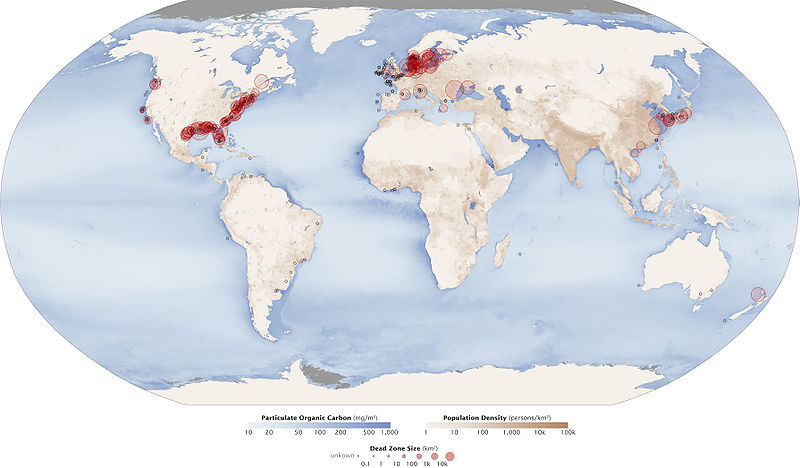 Particulate Organic Carbon (mg/m³)
10 20 50 100 200 500 1,000
Population Density (persons/km²)
1 10 100 1,000 10k 100k
Dead Zone Size (km²)
unkown
0.1 1 10 100 1k 10k